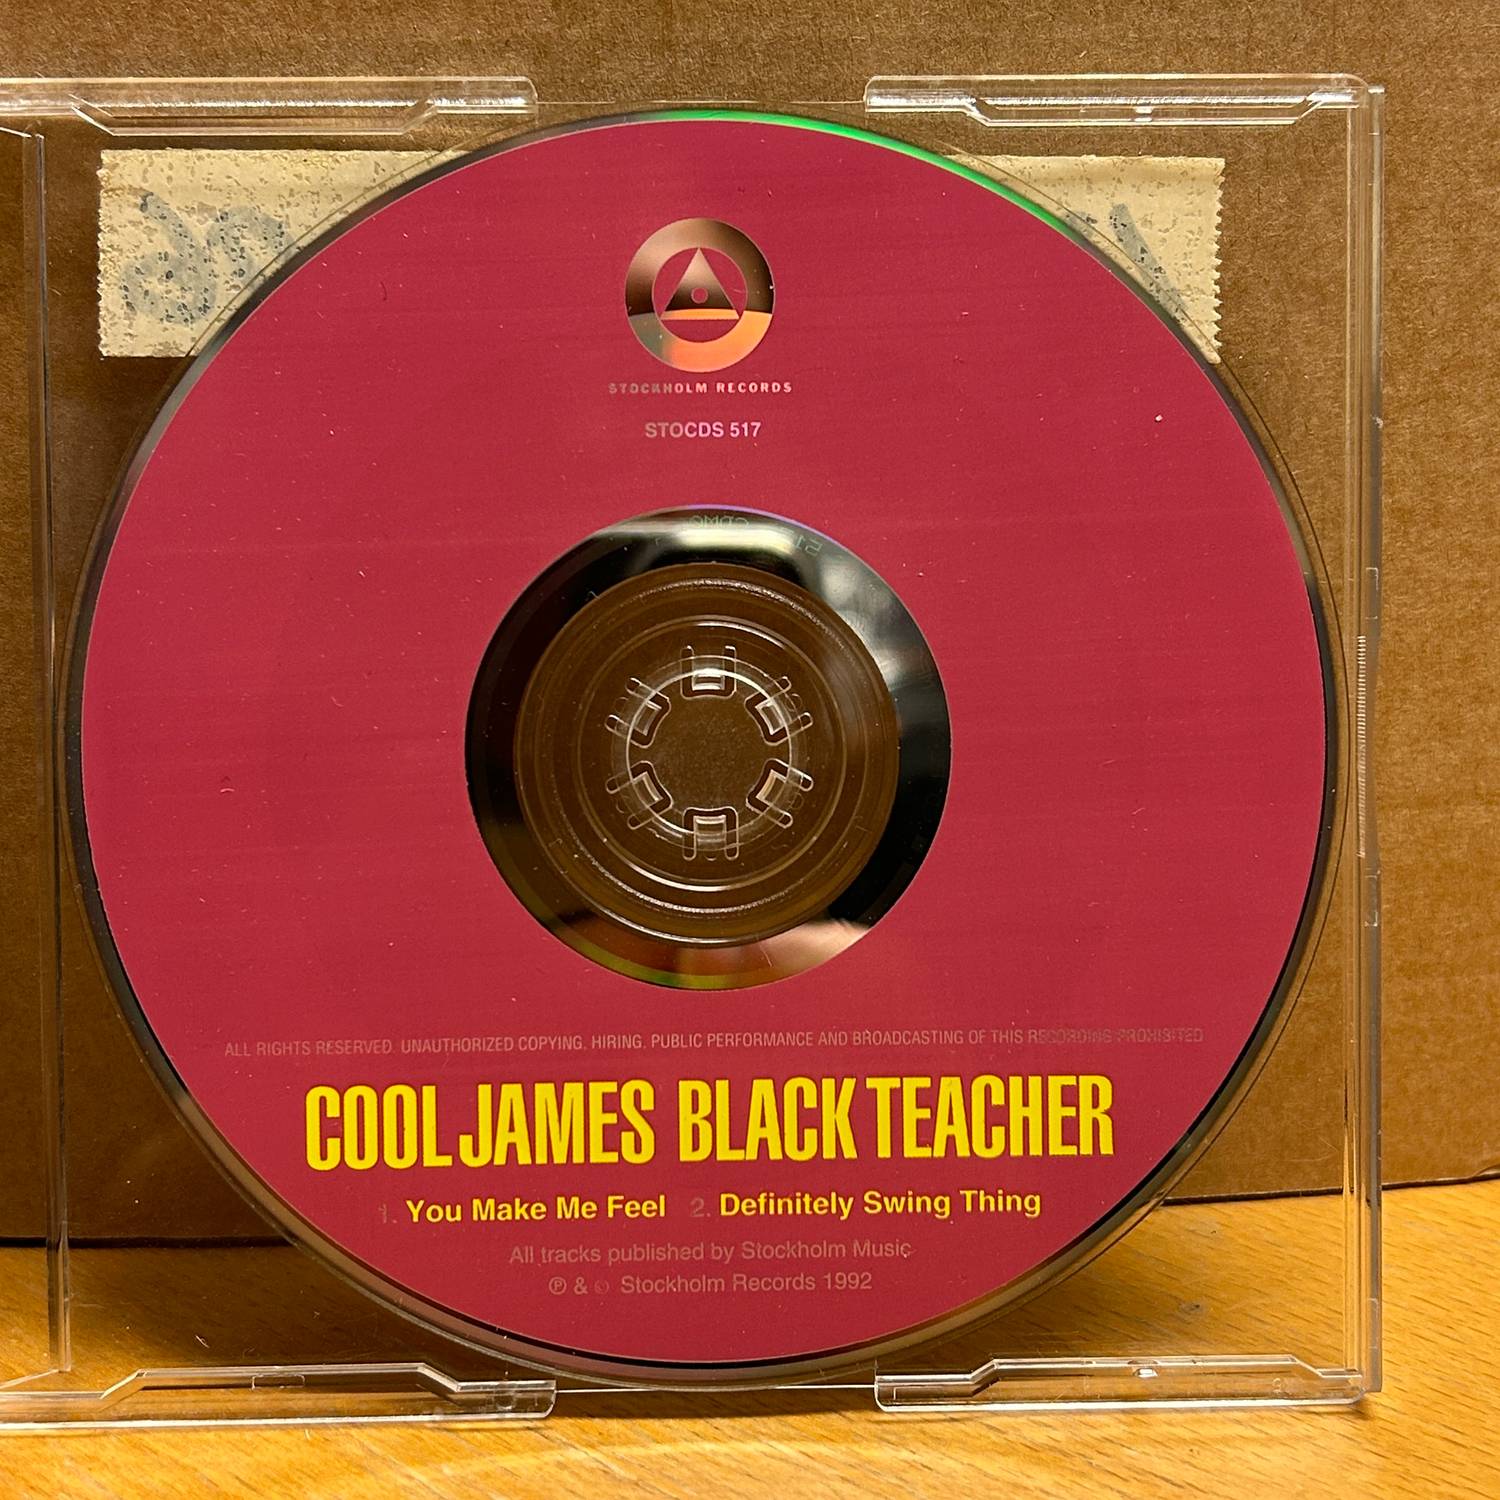 STOCKHOLM RECORDS
STOCDS 517
ALL RIGHTS RESERVED. UNAUTHORIZED COPYING, HIRING, PUBLIC PERFORMANCE AND BROADCASTING OF THIS RECORDING PROHIBITED
COOL JAMES BLACK TEACHER
1. You Make Me Feel 2. Definitely Swing Thing
All tracks published by Stockholm Music
℗ & © Stockholm Records 1992